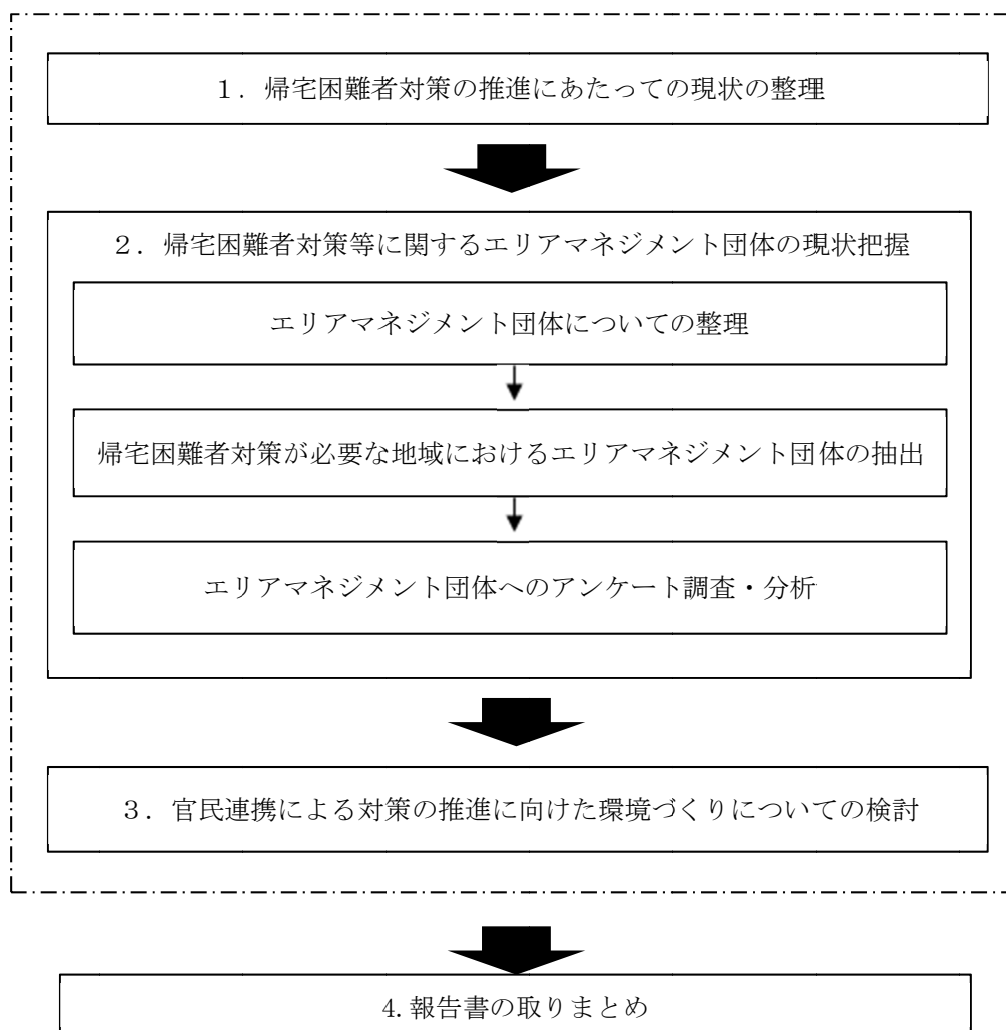 １．帰宅困難者対策の推進にあたっての現状の整理
２．帰宅困難者対策等に関するエリアマネジメント団体の現状把握
エリアマネジメント団体についての整理
帰宅困難者対策が必要な地域におけるエリアマネジメント団体の抽出
エリアマネジメント団体へのアンケート調査・分析
３．官民連携による対策の推進に向けた環境づくりについての検討
4.報告書の取りまとめ